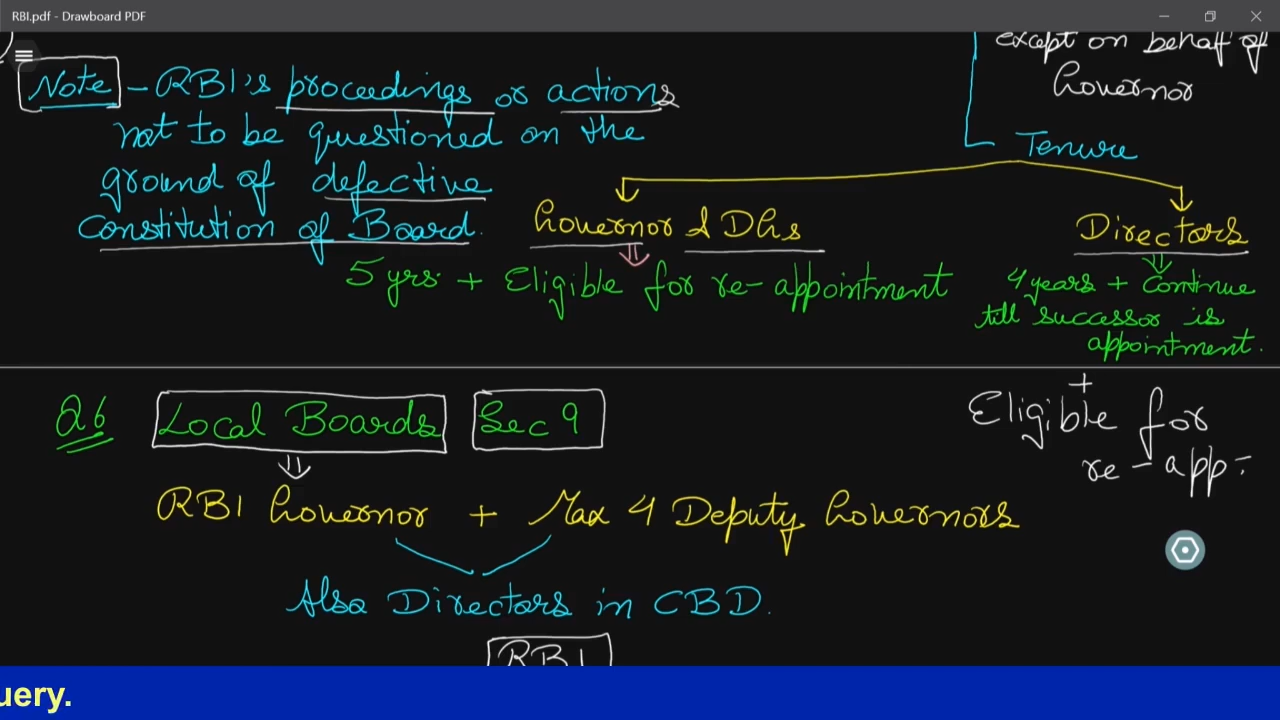 RBI.pdf - Drawboard PDF
except on behalf of
Governor
Note - RBI's proceedings or actions
not to be questioned on the
ground of defective
constitution of Board.
Tenure
Governor & DGs
5 yrs + Eligible for re-appointment
Directors
4 years + Continue
till successor is
appointment.
+
Eligible for
re-app:
Q6 Local Boards Sec 9
RBI Governor + Max 4 Deputy Governors
Also Directors in CBD.
RBI
uery.